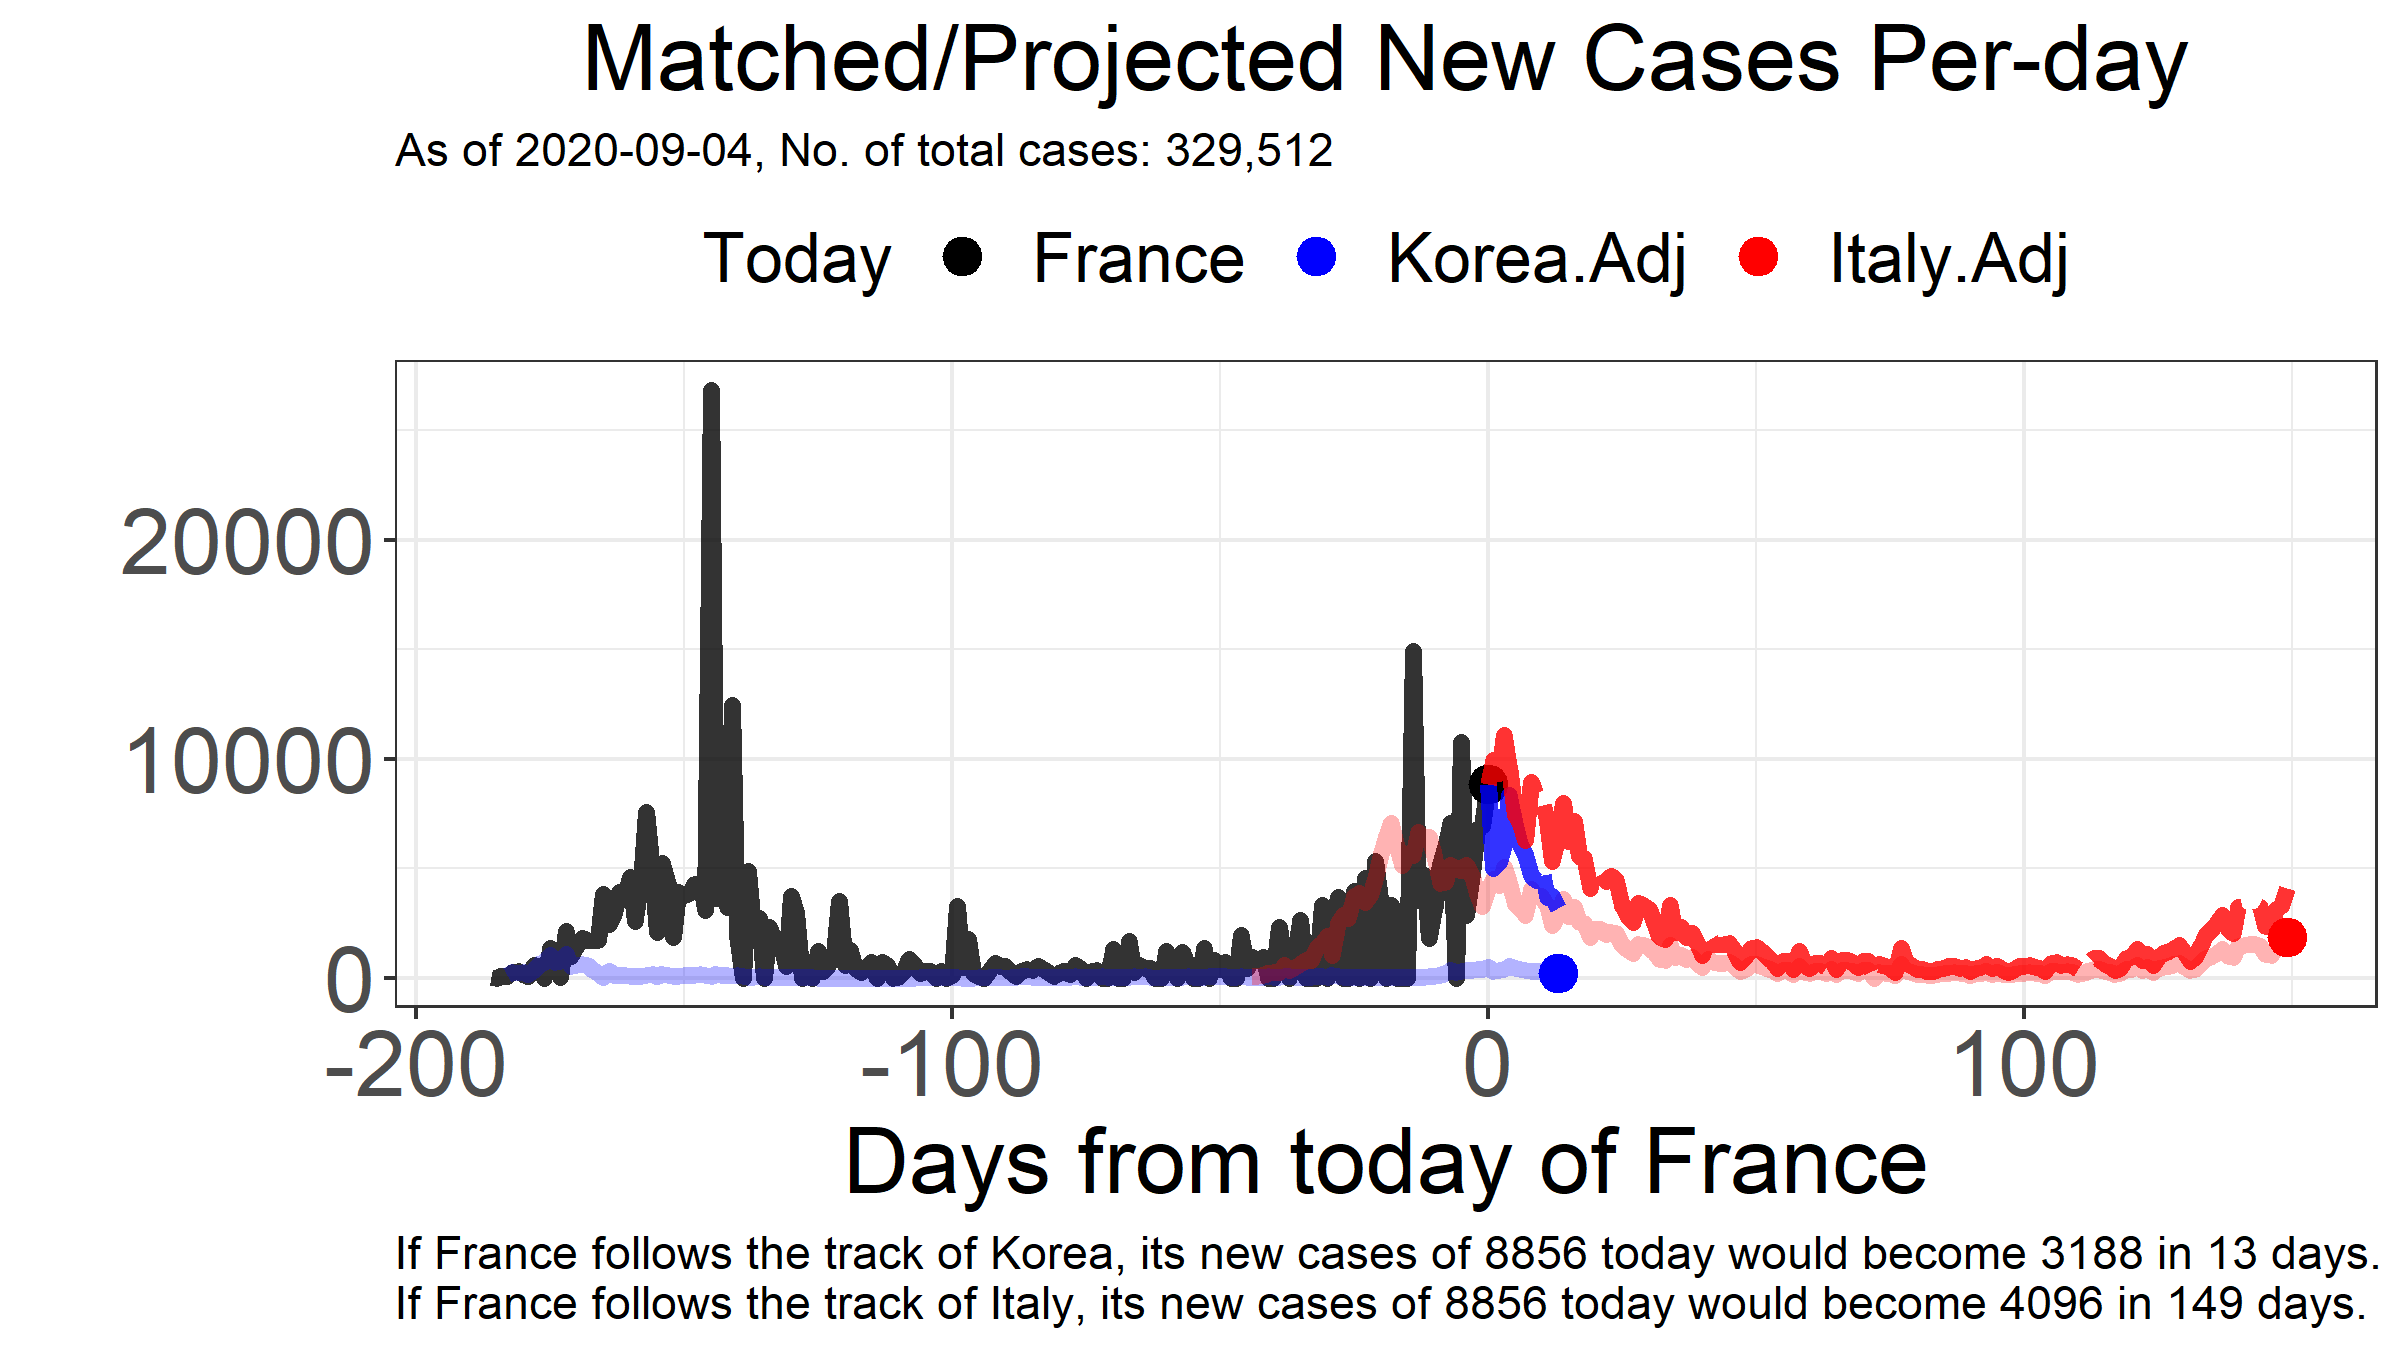 Matched/Projected New Cases Per-day
As of 2020-09-04, No. of total cases: 329,512
Today France Korea.Adj Italy.Adj
20000
10000
0
-200 -100 0 100
Days from today of France
If France follows the track of Korea, its new cases of 8856 today would become 3188 in 13 days.
If France follows the track of Italy, its new cases of 8856 today would become 4096 in 149 days.